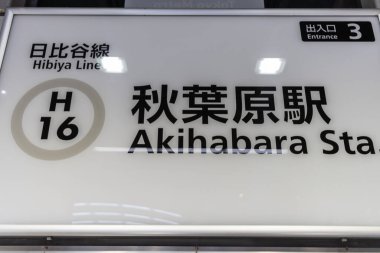 日比谷線
Hibiya Line
出入口
Entrance 3
H
16
秋葉原駅
Akihabara Sta.